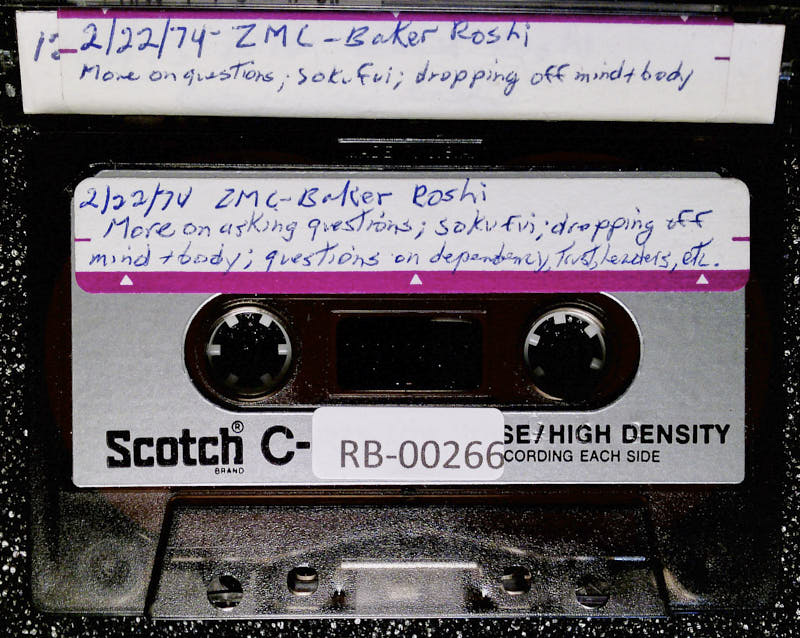 2/22/74 - ZMC - Baker Roshi
More on questions; sokufui; dropping off mind + body
2/22/74 ZMC - Baker Roshi
More on asking questions; sokufui; dropping off
mind + body; questions on dependency, trust, leaders, etc.
Scotch® C-
BRAND
SE/HIGH DENSITY
CORDING EACH SIDE
RB-00266